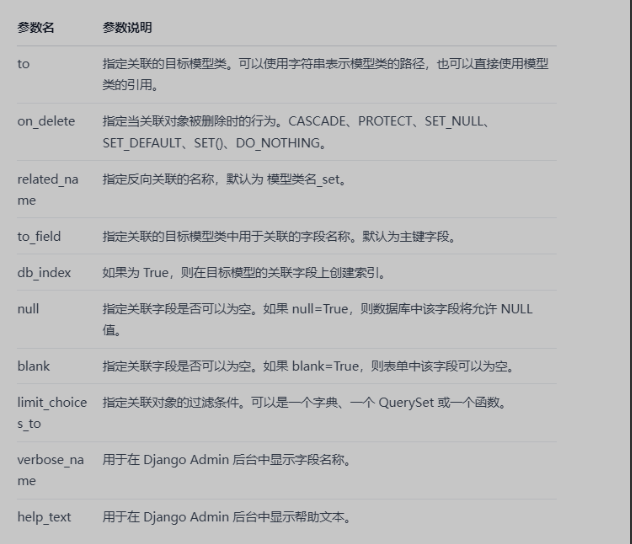 参数名 参数说明
to 指定关联的目标模型类。可以使用字符串表示模型类的路径，也可以直接使用模型
类的引用。
on_delete 指定当关联对象被删除时的行为。CASCADE、PROTECT、SET_NULL、
SET_DEFAULT、SET()、DO_NOTHING。
related_na 指定反向关联的名称，默认为 模型类名_set。
me
to_field 指定关联的目标模型类中用于关联的字段名称。默认为主键字段。
db_index 如果为 True，则在目标模型的关联字段上创建索引。
null 指定关联字段是否可以为空。如果 null=True，则数据库中该字段将允许 NULL
值。
blank 指定关联字段是否可以为空。如果 blank=True，则表单中该字段可以为空。
limit_choice 指定关联对象的过滤条件。可以是一个字典、一个 QuerySet 或一个函数。
s_to
verbose_na 用于在 Django Admin 后台中显示字段名称。
me
help_text 用于在 Django Admin 后台中显示帮助文本。